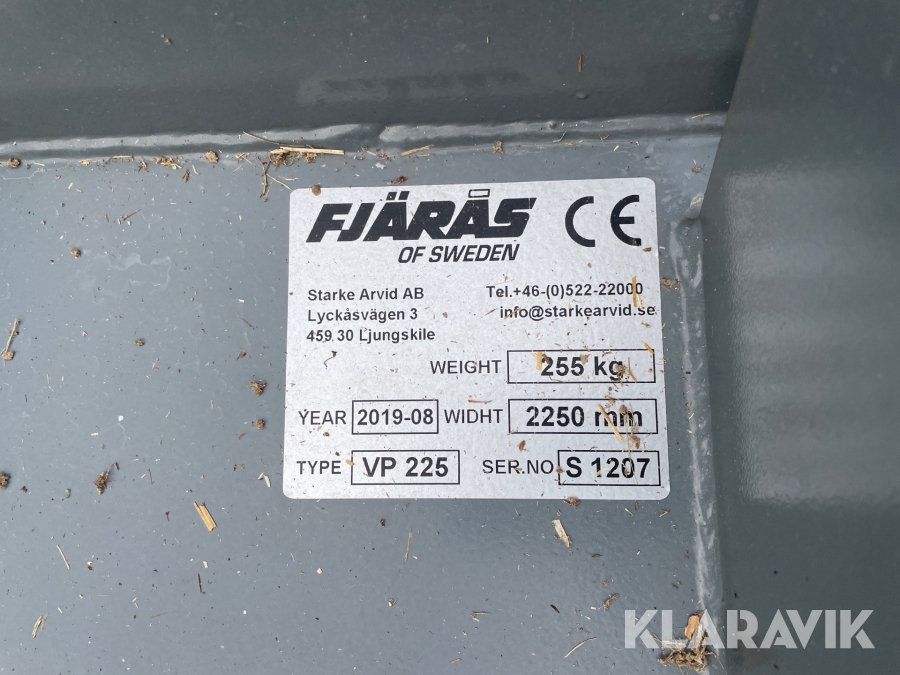 FJÄRÅS
OF SWEDEN
CE
Starke Arvid AB
Lyckåsvägen 3
459 30 Ljungskile
Tel.+46-(0)522-22000
info@starkearvid.se
WEIGHT 255 kg
YEAR 2019-08 WIDHT 2250 mm
TYPE VP 225 SER.NO S 1207
KLARAVIK